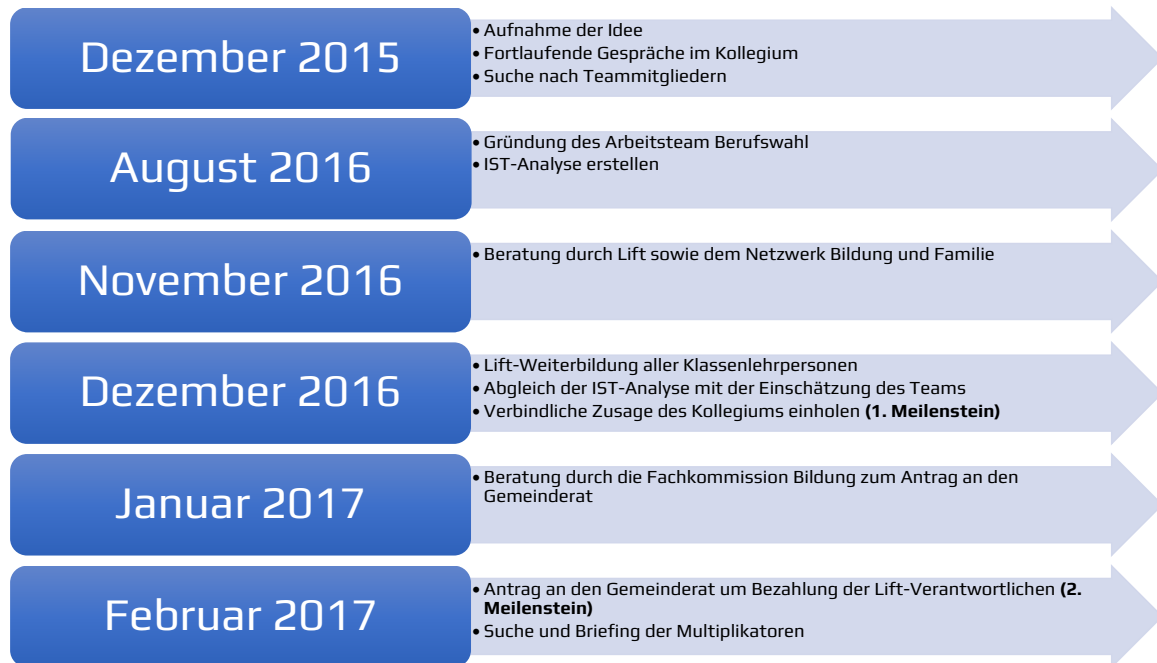 Dezember 2015
• Aufnahme der Idee
• Fortlaufende Gespräche im Kollegium
• Suche nach Teammitgliedern
August 2016
• Gründung des Arbeitsteam Berufswahl
• IST-Analyse erstellen
November 2016
• Beratung durch Lift sowie dem Netzwerk Bildung und Familie
Dezember 2016
• Lift-Weiterbildung aller Klassenlehrpersonen
• Abgleich der IST-Analyse mit der Einschätzung des Teams
• Verbindliche Zusage des Kollegiums einholen (1. Meilenstein)
Januar 2017
• Beratung durch die Fachkommission Bildung zum Antrag an den
Gemeinderat
Februar 2017
• Antrag an den Gemeinderat um Bezahlung der Lift-Verantwortlichen (2.
Meilenstein)
• Suche und Briefing der Multiplikatoren